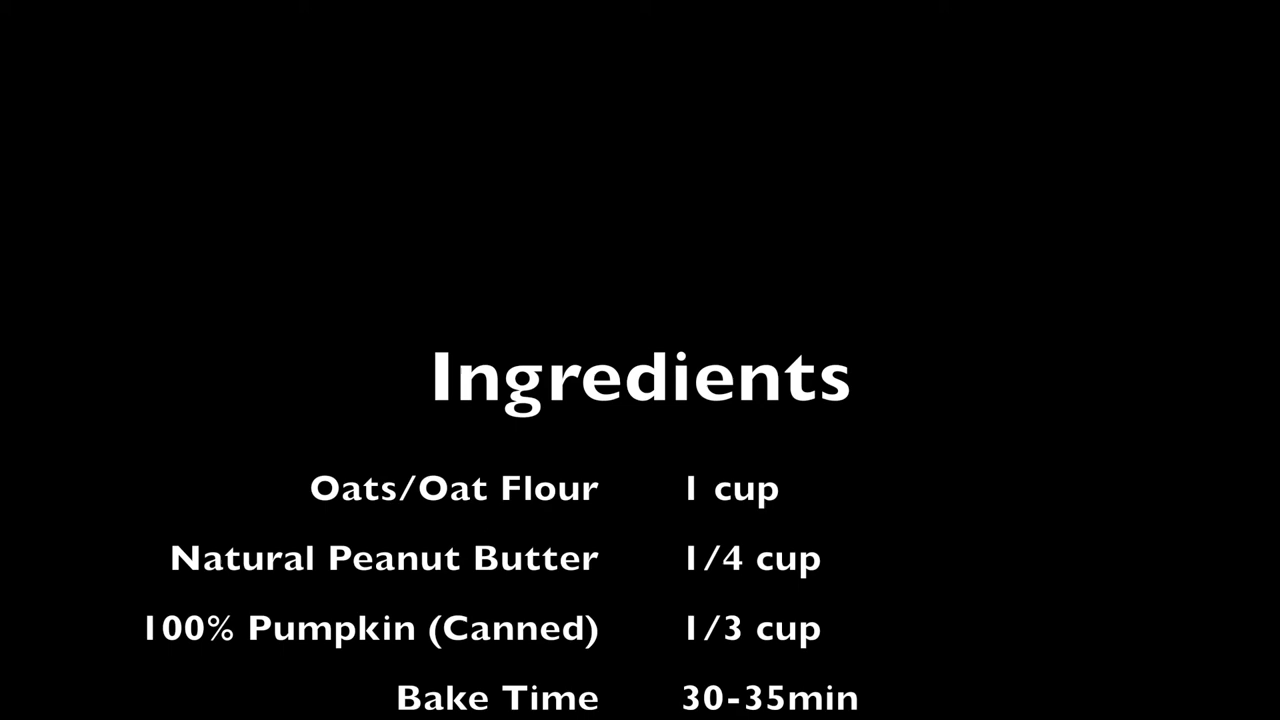 Ingredients
Oats/Oat Flour 1 cup
Natural Peanut Butter 1/4 cup
100% Pumpkin (Canned) 1/3 cup
Bake Time 30-35min